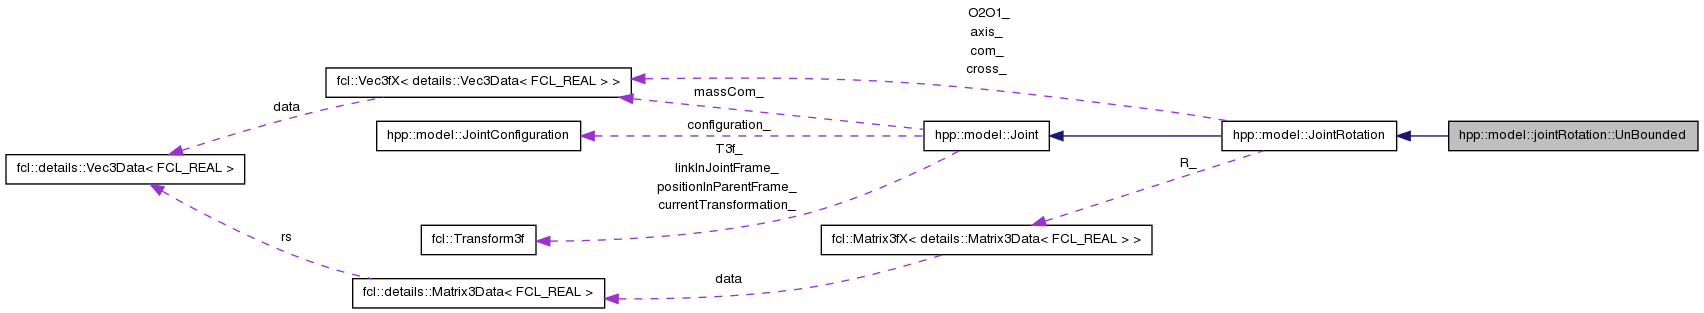 O2O1_
axis_
com_
cross_
fcl::Vec3fX< details::Vec3Data< FCL_REAL > >
massCom_
data
configuration_
hpp::model::JointConfiguration
hpp::model::Joint
hpp::model::JointRotation
hpp::model::jointRotation::UnBounded
T3f_
linkInJointFrame_
positionInParentFrame_
currentTransformation_
R_
fcl::details::Vec3Data< FCL_REAL >
rs
fcl::Transform3f
fcl::Matrix3fX< details::Matrix3Data< FCL_REAL > >
data
fcl::details::Matrix3Data< FCL_REAL >